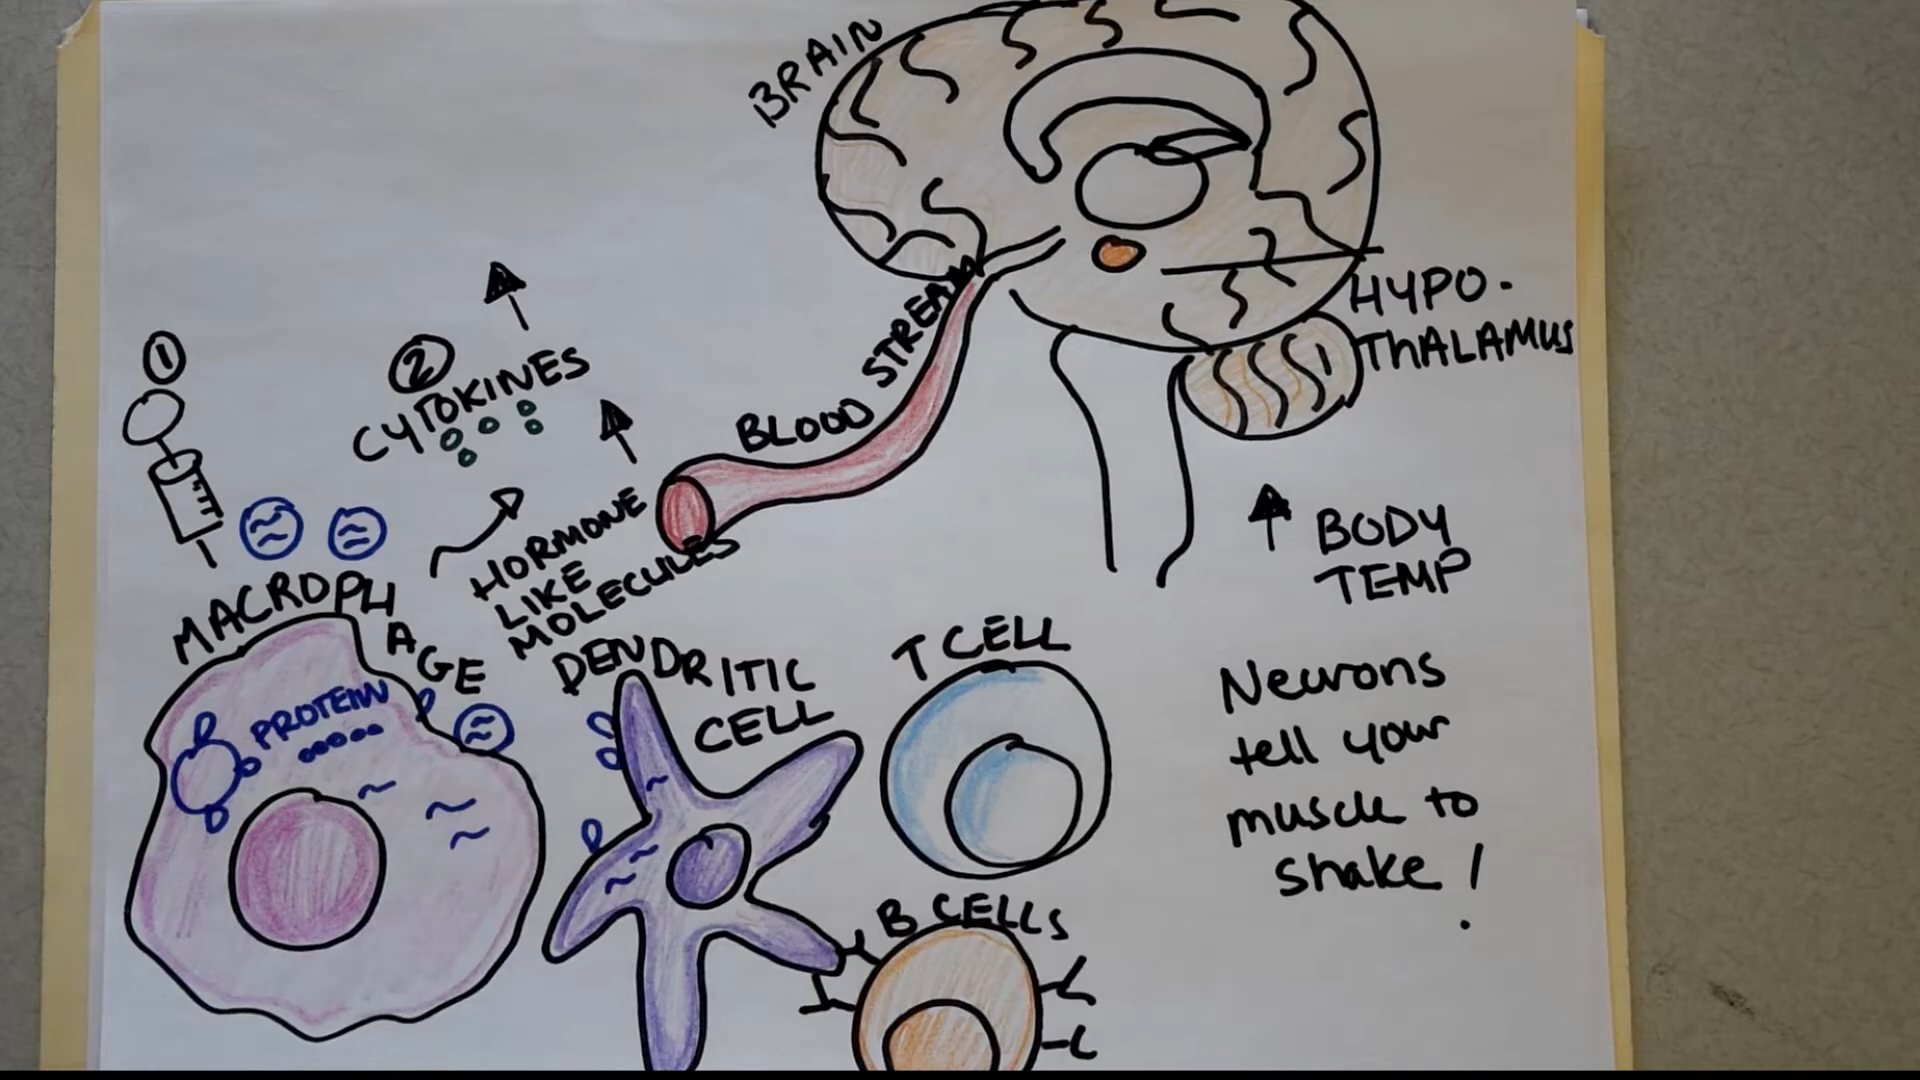 BRAIN
HYPO-
THALAMUS
BLOOD STREAM
1
2
CYTOKINES
HORMONE
LIKE
MOLECULES
MACROPHAGE
PROTEIN
DENDRITIC
CELL
T CELL
B CELLS
BODY
TEMP
Neurons
tell your
muscle to
shake!